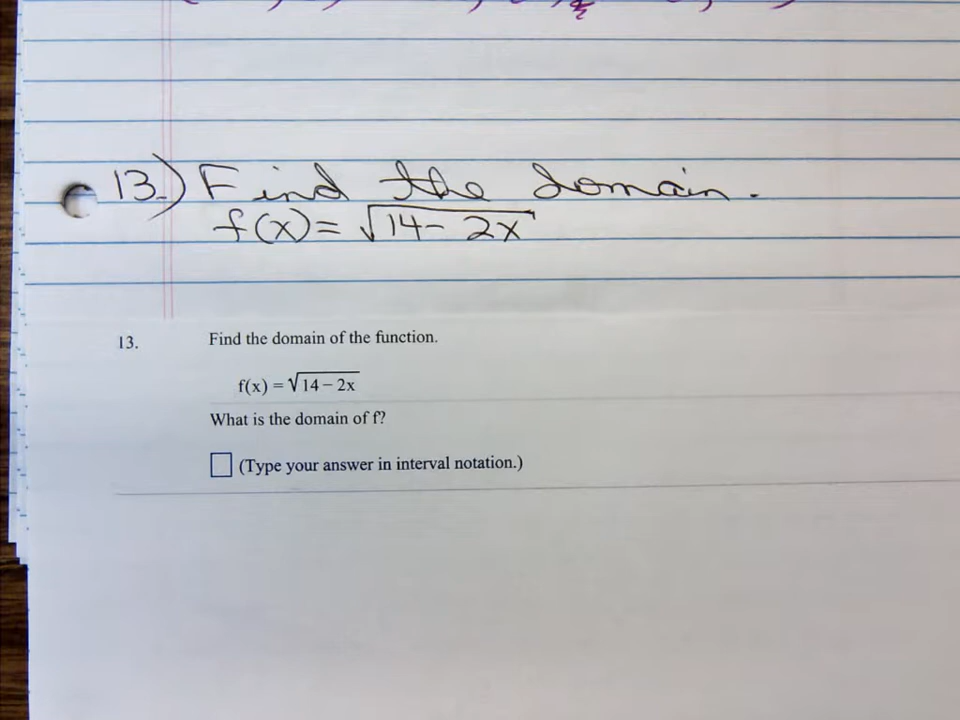 13.) Find the domain.
f(x) = √14 - 2x
13. Find the domain of the function.
f(x) = √14 - 2x
What is the domain of f?
(Type your answer in interval notation.)